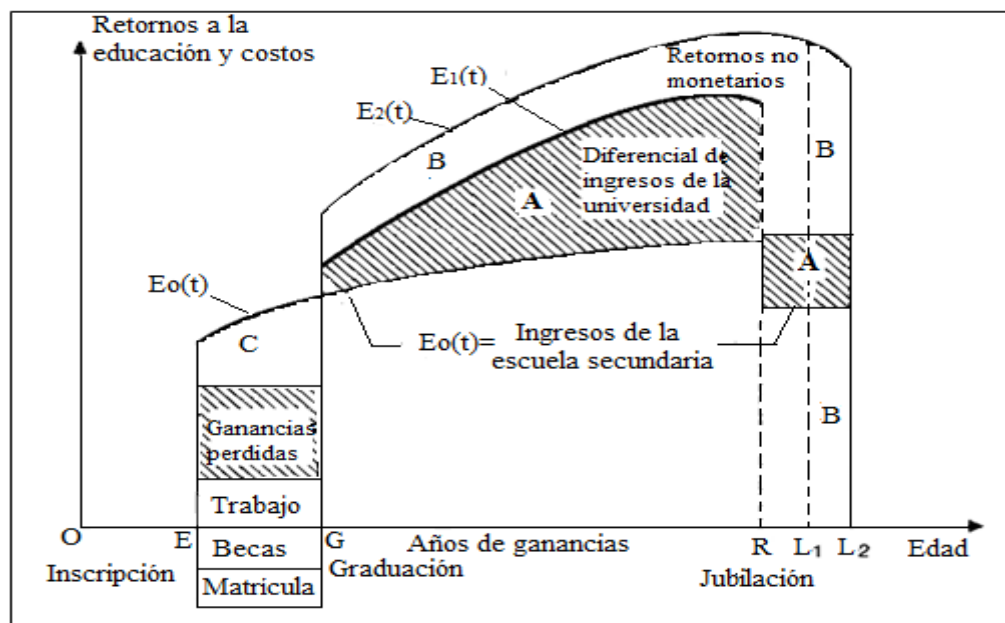 Retornos a la
educación y costos
Retornos no
monetarios
E₁(t)
E₂(t)
B
Diferencial de
ingresos de la
universidad
B
A
A
Eo(t)
C
Eo(t)= Ingresos de la
escuela secundaria
B
Ganancias
perdidas
Trabajo
O
E
G
Años de ganancias
R
L₁
L₂
Edad
Becas
Inscripción
Graduación
Jubilación
Matricula